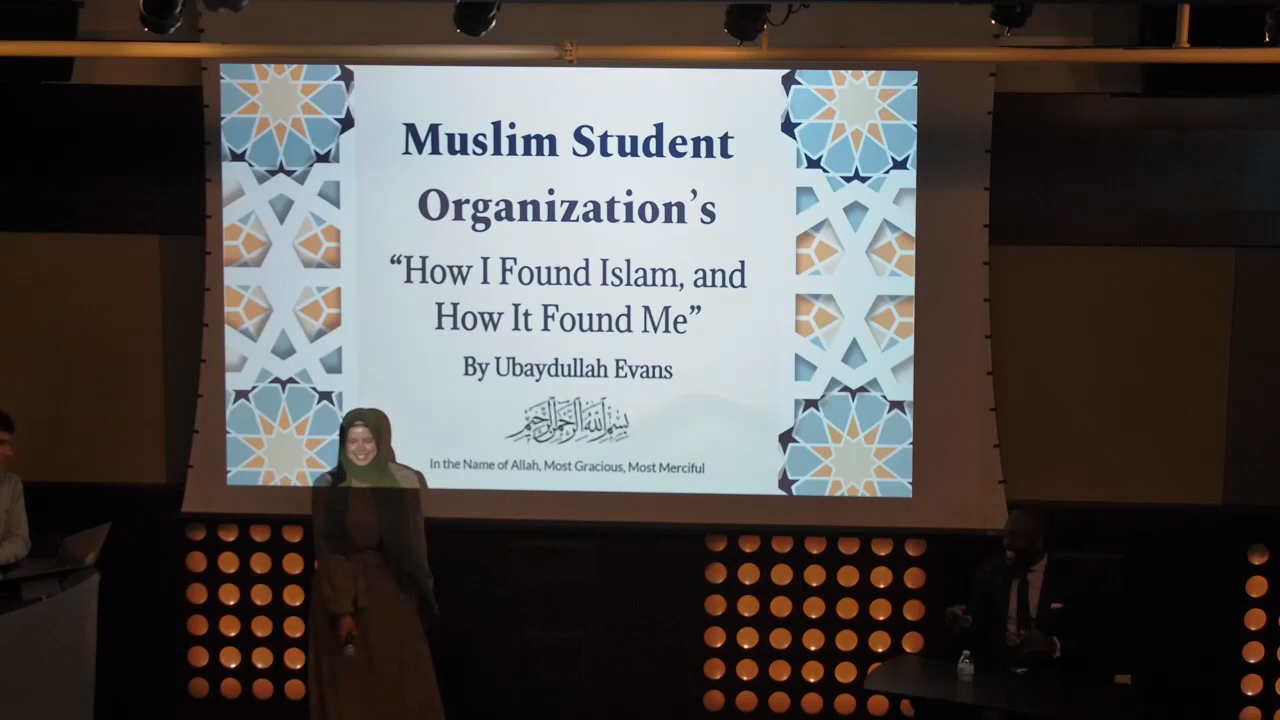 Muslim Student
Organization’s
“How I Found Islam, and
How It Found Me”
By Ubaydullah Evans
بسم الله الرحمن الرحيم
In the Name of Allah, Most Gracious, Most Merciful